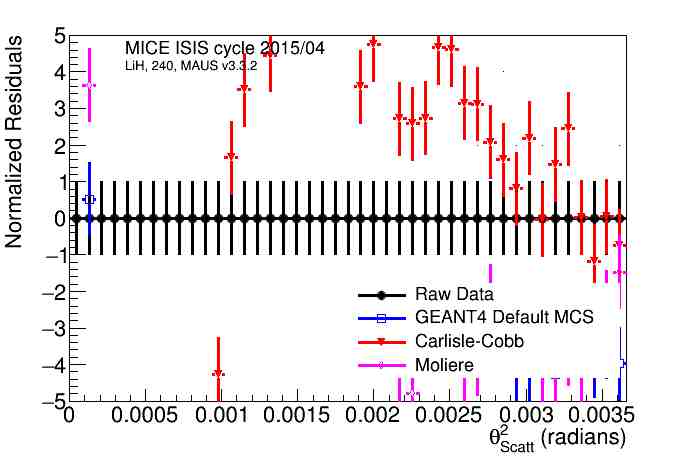 Normalized Residuals
MICE ISIS cycle 2015/04
LiH, 240, MAUS v3.3.2
5
4
3
2
1
0
−1
−2
−3
−4
−5
Raw Data
GEANT4 Default MCS
Carlisle-Cobb
Moliere
0 0.0005 0.001 0.0015 0.002 0.0025 0.003 0.0035
θ²Scatt (radians)